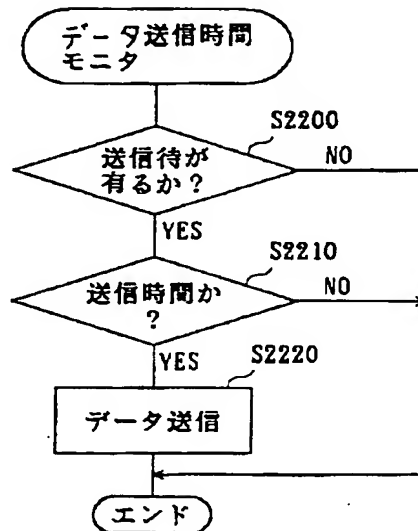 データ送信時間
モニタ
S2200
送信待が
有るか?
NO
YES
S2210
送信時間か
?
NO
YES
S2220
データ送信
エンド